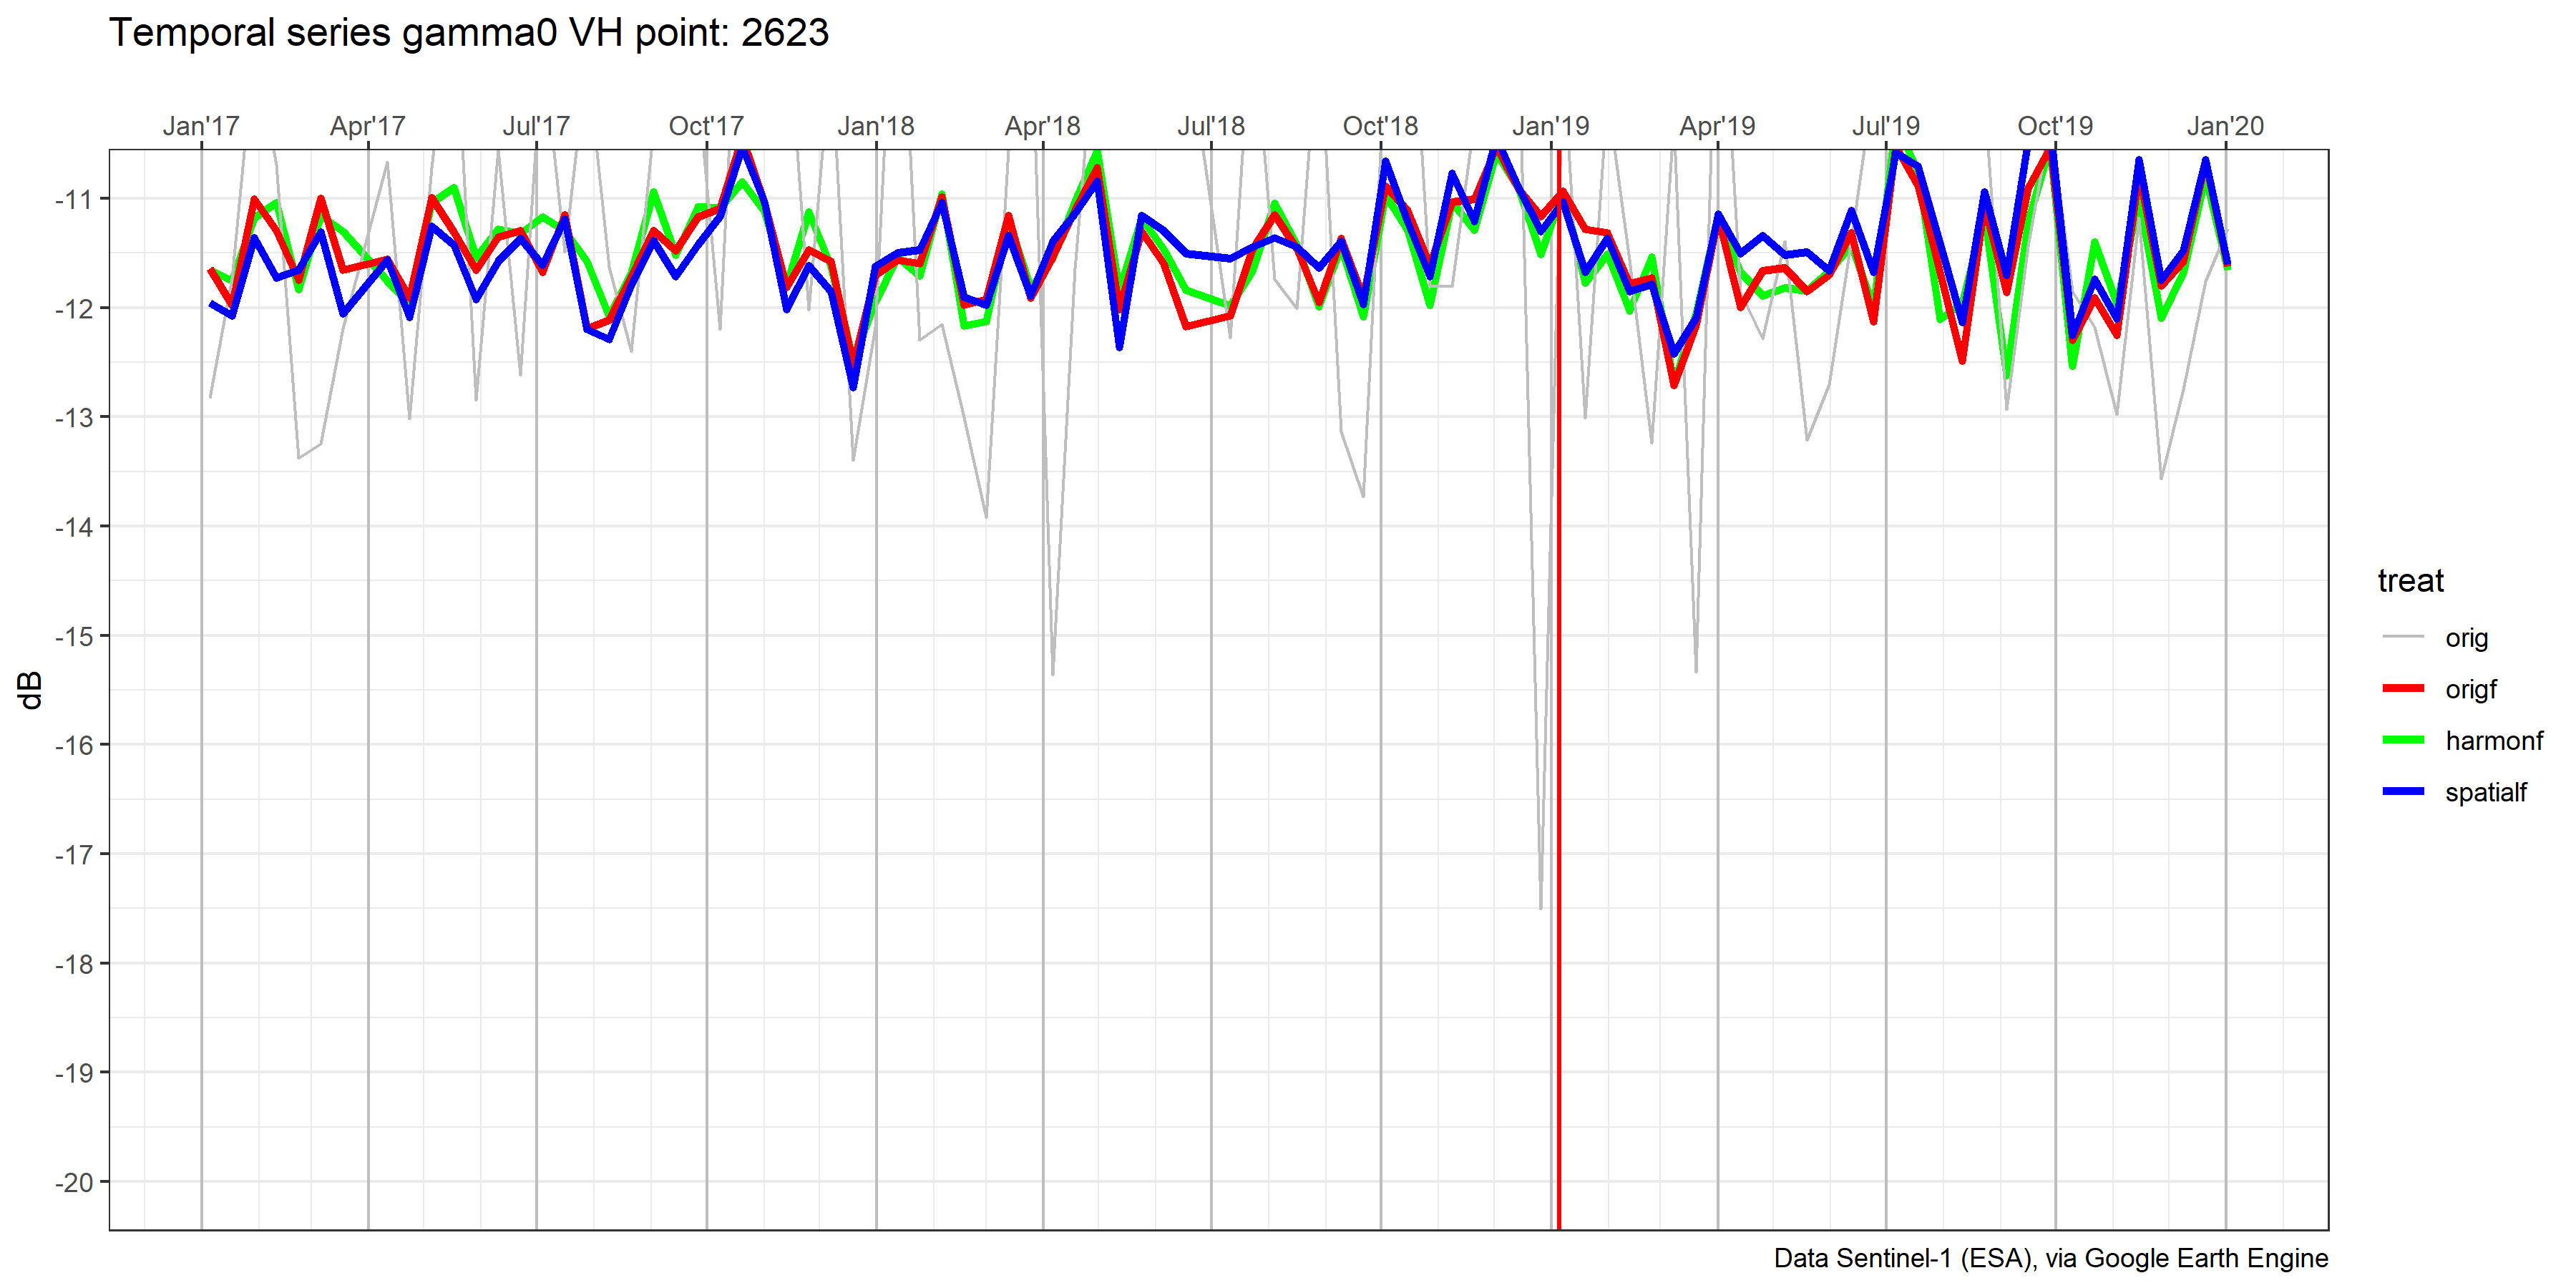 Temporal series gamma0 VH point: 2623
Jan'17 Apr'17 Jul'17 Oct'17 Jan'18 Apr'18 Jul'18 Oct'18 Jan'19 Apr'19 Jul'19 Oct'19 Jan'20
-11
-12
-13
-14
-15
-16
-17
-18
-19
-20
dB
treat
orig
origf
harmonf
spatialf
Data Sentinel-1 (ESA), via Google Earth Engine